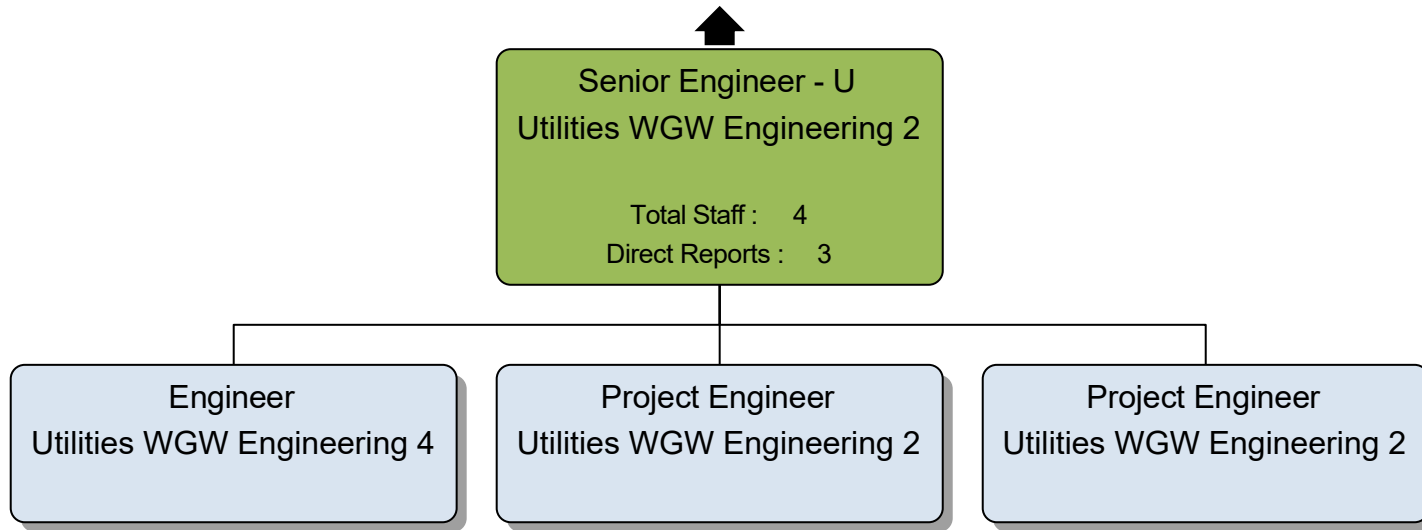 Senior Engineer - U
Utilities WGW Engineering 2
Total Staff : 4
Direct Reports : 3
Engineer
Utilities WGW Engineering 4
Project Engineer
Utilities WGW Engineering 2
Project Engineer
Utilities WGW Engineering 2